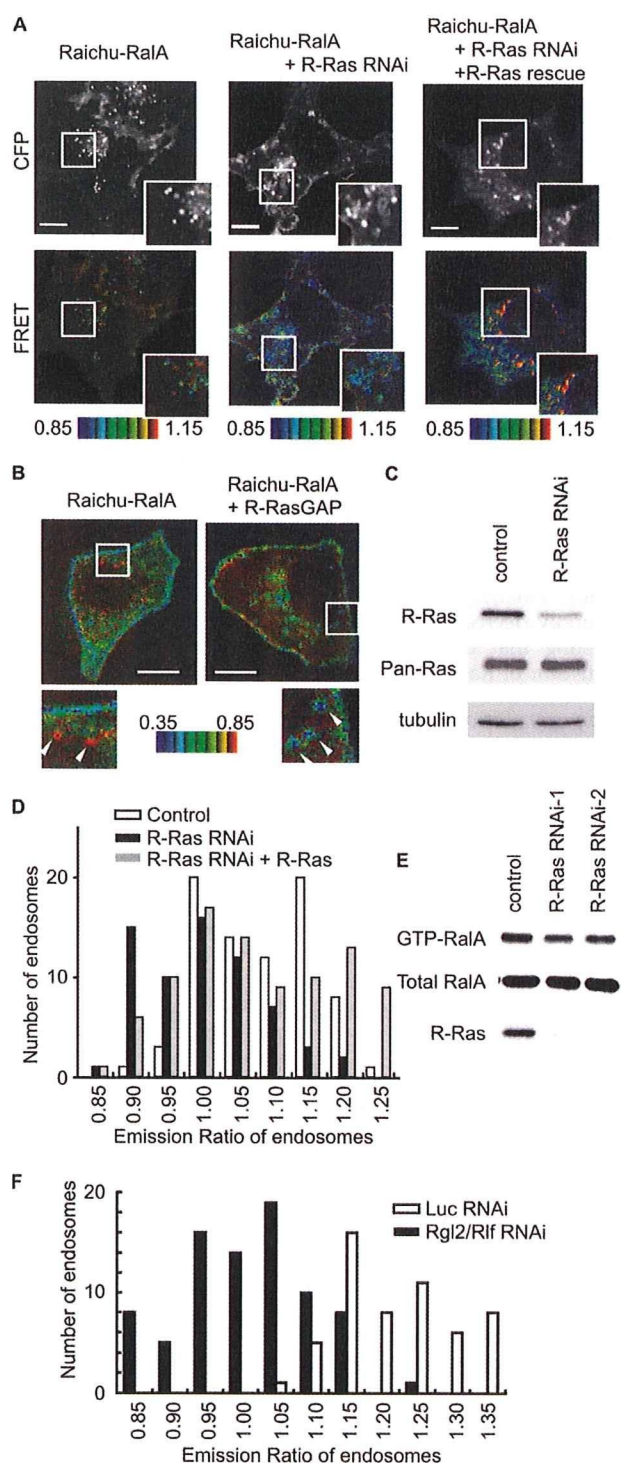 A
Raichu-RalA
Raichu-RalA
+ R-Ras RNAi
Raichu-RalA
+ R-Ras RNAi
+R-Ras rescue
CFP
FRET
0.85 1.15
0.85 1.15
0.85 1.15
B
Raichu-RalA
Raichu-RalA
+ R-RasGAP
0.35 0.85
C
control
R-Ras RNAi
R-Ras
Pan-Ras
tubulin
D
Control
R-Ras RNAi
R-Ras RNAi + R-Ras
Number of endosomes
20
10
0
0.85
0.90
0.95
1.00
1.05
1.10
1.15
1.20
1.25
Emission Ratio of endosomes
E
control
R-Ras RNAi-1
R-Ras RNAi-2
GTP-RalA
Total RalA
R-Ras
F
Luc RNAi
Rgl2/Rlf RNAi
Number of endosomes
20
10
0
0.85
0.90
0.95
1.00
1.05
1.10
1.15
1.20
1.25
1.30
1.35
Emission Ratio of endosomes